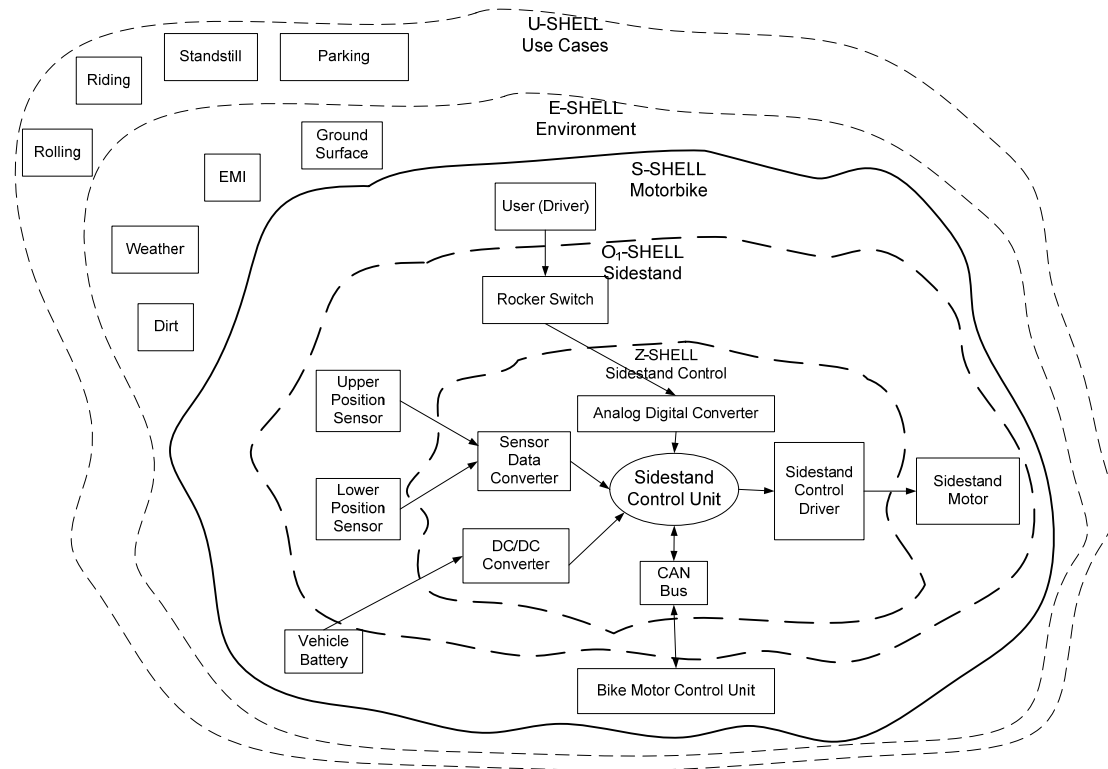 U-SHELL
Use Cases
Standstill
Parking
Riding
E-SHELL
Environment
Ground
Surface
Rolling
EMI
S-SHELL
Motorbike
User (Driver)
Weather
O₁-SHELL
Sidestand
Rocker Switch
Dirt
Z-SHELL
Sidestand Control
Upper
Position
Sensor
Analog Digital Converter
Sensor
Data
Converter
Sidestand
Control Unit
Sidestand
Control
Driver
Sidestand
Motor
Lower
Position
Sensor
DC/DC
Converter
CAN
Bus
Vehicle
Battery
Bike Motor Control Unit